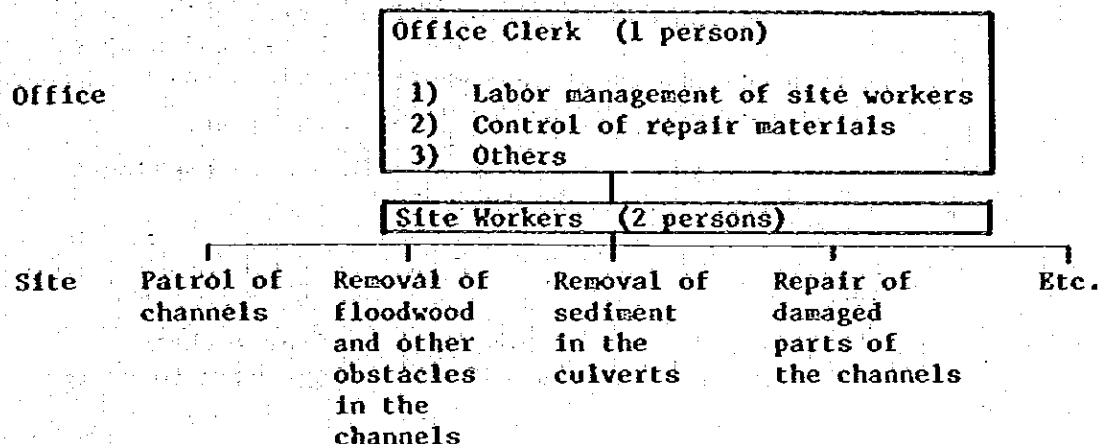 Office Clerk (1 person)
Office
1) Labor management of site workers
2) Control of repair materials
3) Others
Site Workers (2 persons)
Site
Patrol of
channels
Removal of
floodwood
and other
obstacles
in the
channels
Removal of
sediment
in the
culverts
Repair of
damaged
parts of
the channels
Etc.